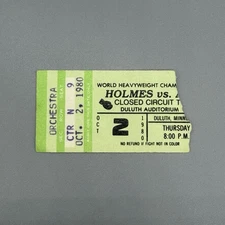 ORCHESTRA
CTR N 9
OCT. 2, 1980
WORLD HEAVYWEIGHT CHAM
HOLMES vs. A
CLOSED CIRCUIT T
DULUTH AUDITORIUM
OCT 2 1980
DULUTH, MINNE
THURSDAY
8:00 P.
NO REFUND IF FIGHT NOT IN COLOR